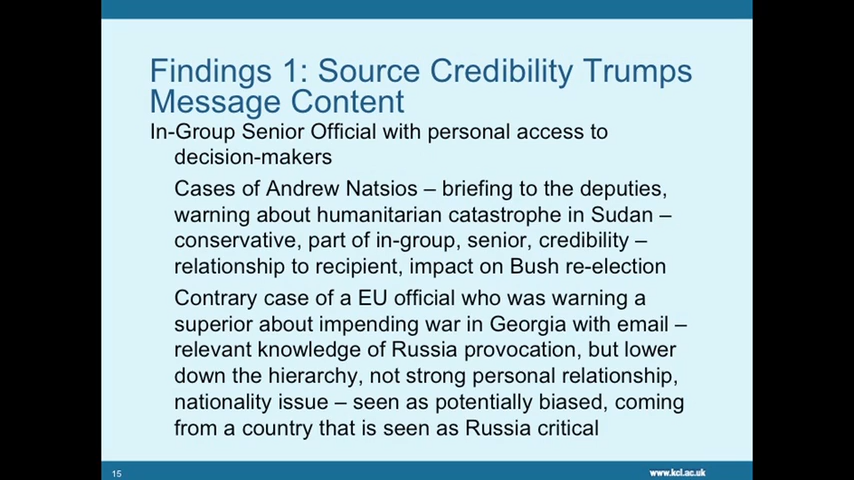 Findings 1: Source Credibility Trumps
Message Content
In-Group Senior Official with personal access to
decision-makers
Cases of Andrew Natsios – briefing to the deputies,
warning about humanitarian catastrophe in Sudan –
conservative, part of in-group, senior, credibility –
relationship to recipient, impact on Bush re-election
Contrary case of a EU official who was warning a
superior about impending war in Georgia with email –
relevant knowledge of Russia provocation, but lower
down the hierarchy, not strong personal relationship,
nationality issue – seen as potentially biased, coming
from a country that is seen as Russia critical
15
www.kcl.ac.uk